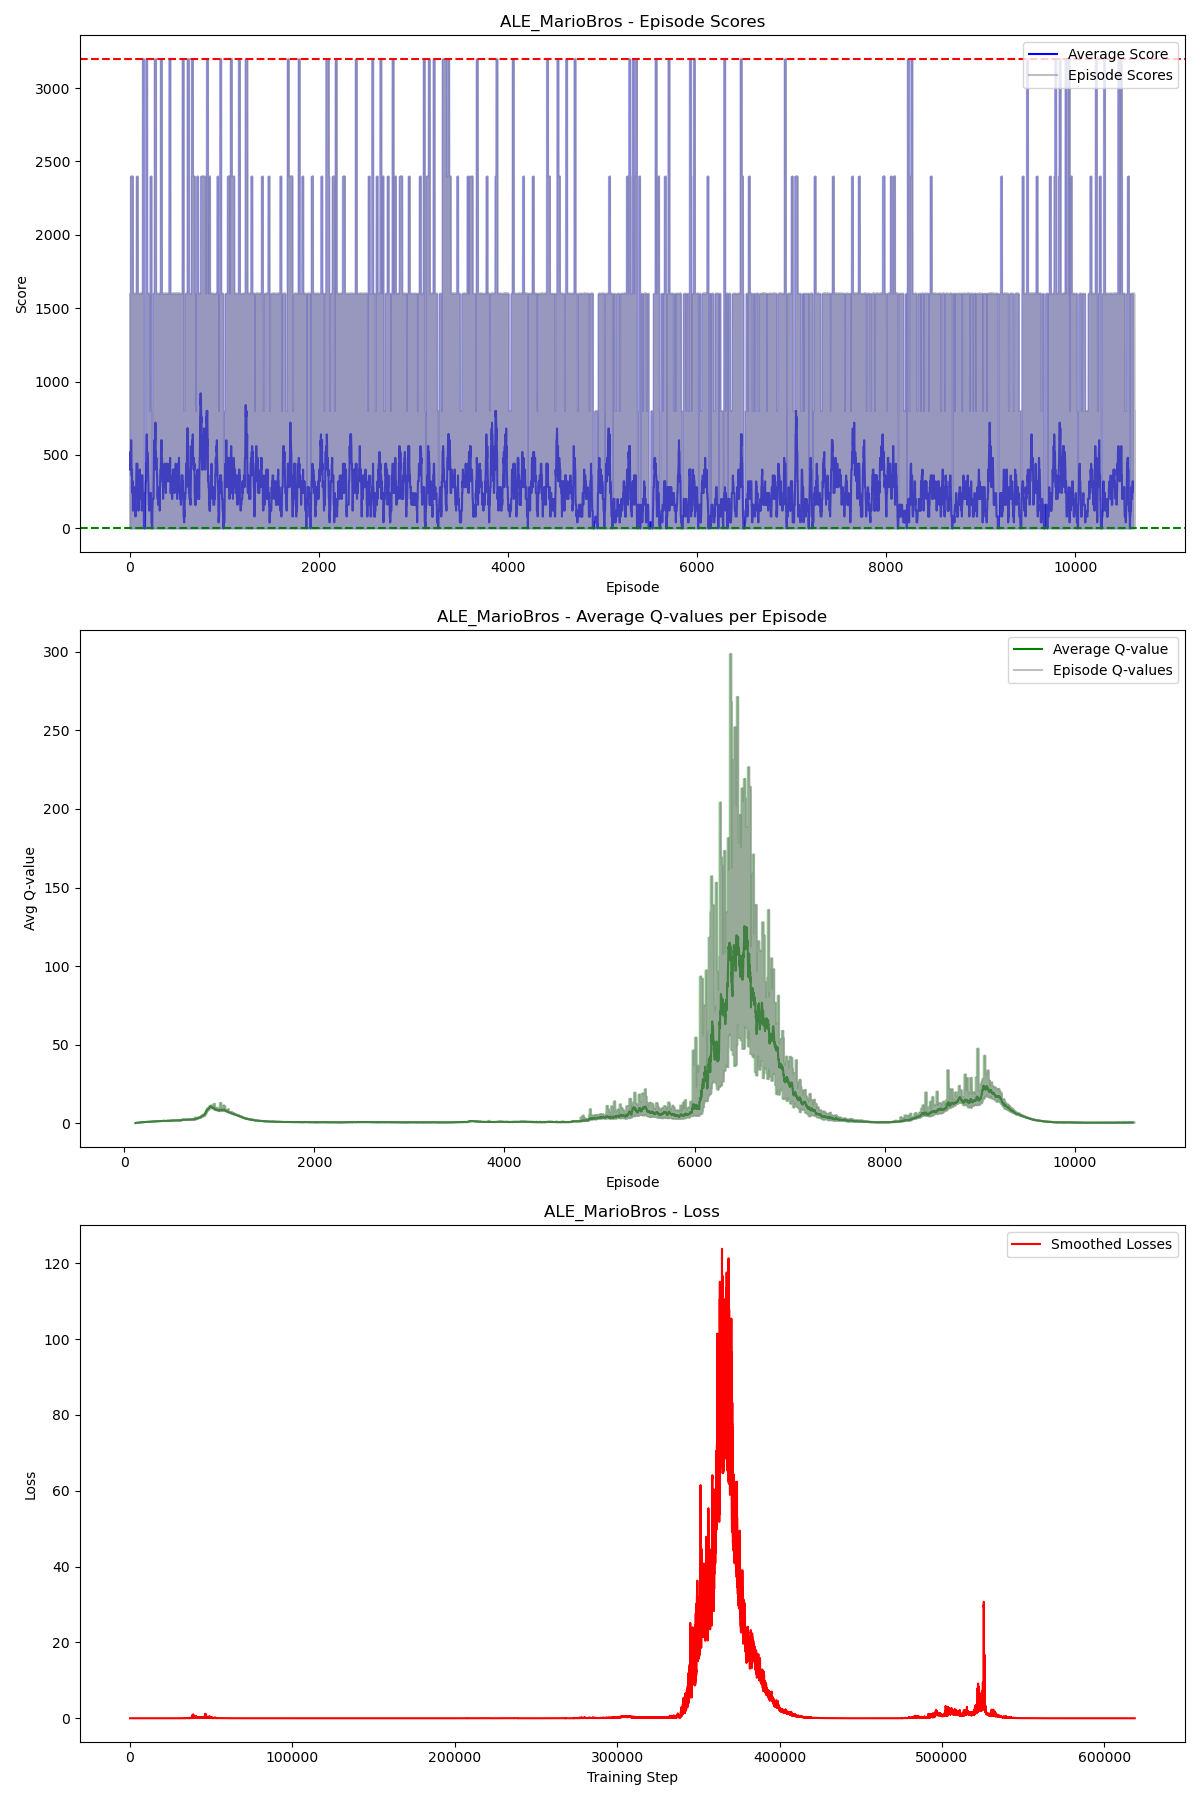 ALE_MarioBros - Episode Scores
Average Score
Episode Scores
Score
3000
2500
2000
1500
1000
500
0
0 2000 4000 6000 8000 10000
Episode
ALE_MarioBros - Average Q-values per Episode
Average Q-value
Episode Q-values
Avg Q-value
300
250
200
150
100
50
0
0 2000 4000 6000 8000 10000
Episode
ALE_MarioBros - Loss
Smoothed Losses
Loss
120
100
80
60
40
20
0
0 100000 200000 300000 400000 500000 600000
Training Step